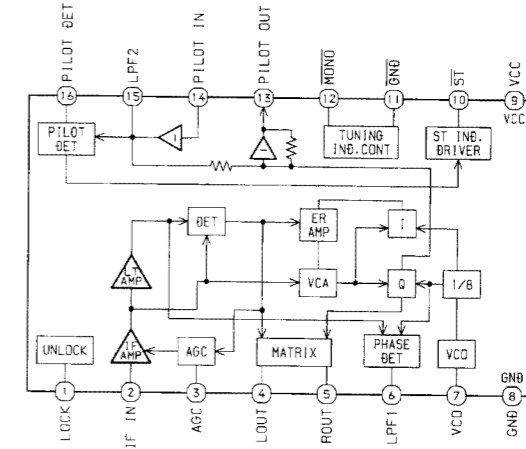 PILOT DET
LPF2
PILOT IN
PILOT OUT
MONO
GND
ST
VCC
16
15
14
13
12
11
10
9
VCC
PILOT
DET
TUNING
IND.CONT
ST IND.
DRIVER
DET
ER
AMP
I
LT
AMP
VCA
Q
1/8
UNLOCK
IF
AMP
AGC
MATRIX
PHASE
DET
VCO
GND
1
2
3
4
5
6
7
8
LOCK
IF IN
AGC
LOUT
ROUT
LPF1
VCO
GND